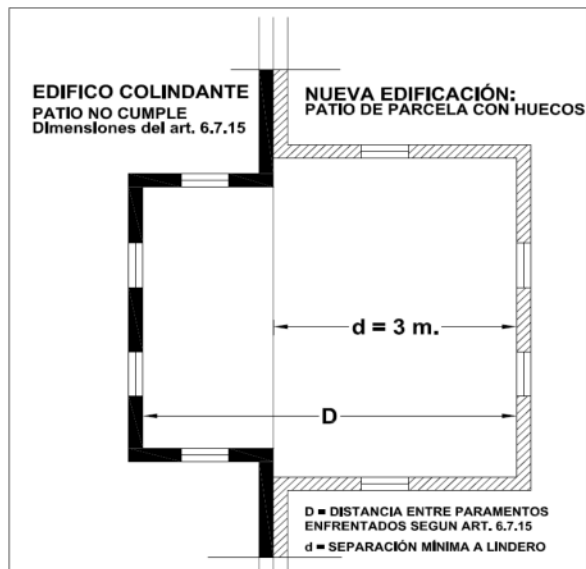 EDIFICO COLINDANTE
PATIO NO CUMPLE
Dimensiones del art. 6.7.15
NUEVA EDIFICACIÓN:
PATIO DE PARCELA CON HUECOS
d = 3 m.
D
D = DISTANCIA ENTRE PARAMENTOS
ENFRENTADOS SEGUN ART. 6.7.15
d = SEPARACIÓN MÍNIMA A LINDERO